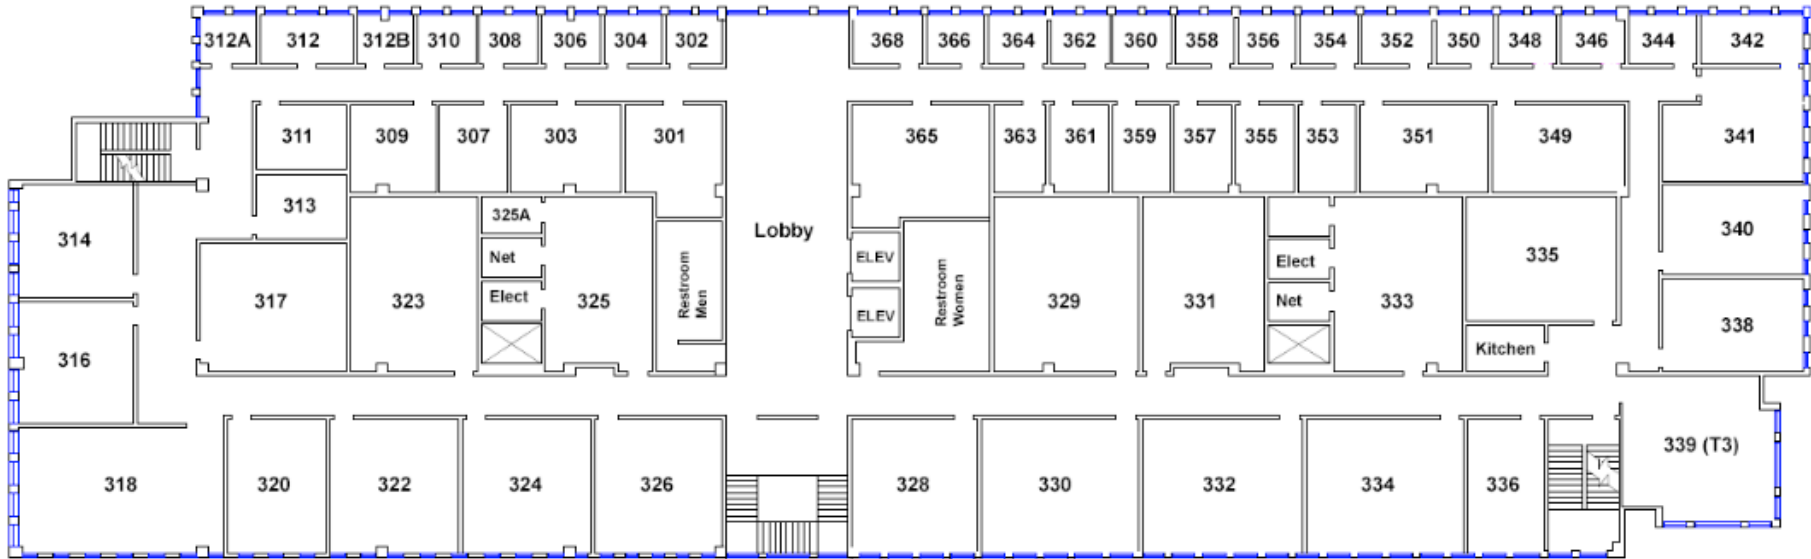 312A 312 312B 310 308 306 304 302 368 366 364 362 360 358 356 354 352 350 348 346 344 342
311 309 307 303 301 365 363 361 359 357 355 353 351 349 341
313 325A
314 Lobby 340
Net ELEV Elect 335
317 323 Elect 325 Restroom
Men ELEV Restroom
Women 329 331 Net 333 338
316 Kitchen
318 320 322 324 326 328 330 332 334 336 339 (T3)